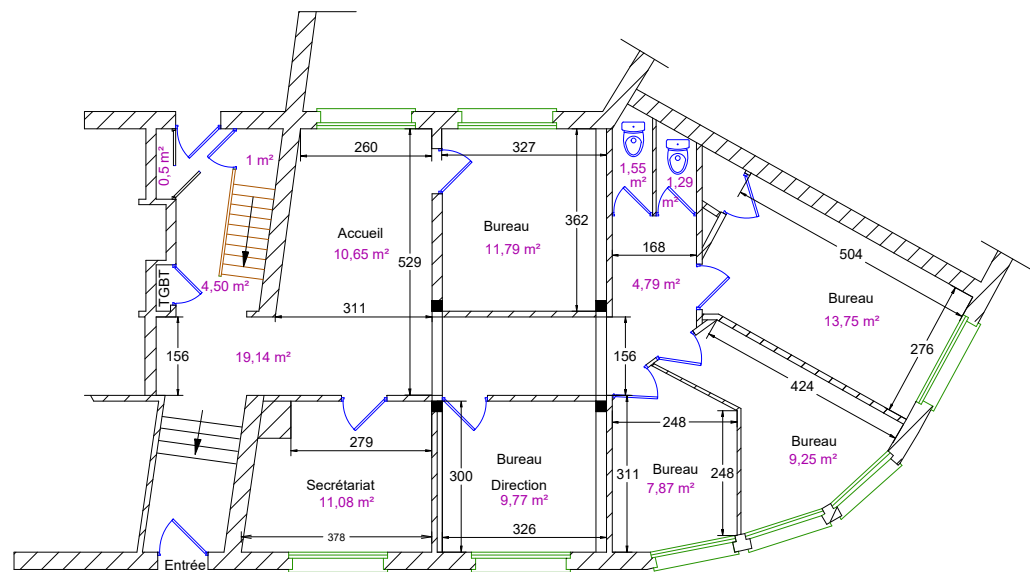 0,5 m²
1 m²
260
327
1,55
m²
1,29
m²
Accueil
10,65 m²
529
Bureau
11,79 m²
362
168
504
TGBT
4,50 m²
4,79 m²
Bureau
13,75 m²
311
156
19,14 m²
156
276
424
279
248
Secrétariat
11,08 m²
300
Bureau
Direction
9,77 m²
311
Bureau
7,87 m²
248
Bureau
9,25 m²
378
326
Entrée